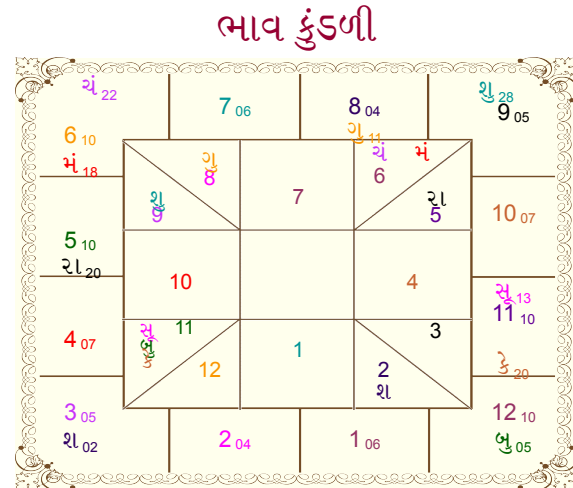 ભાવ કુંડળી
ચં 22
7 06
8 04
શુ 28
9 05
6 10
ગુ 11
મં 18
ગુ
8
7
ચં મં
6
શુ
9
રા
5
10 07
5 10
રા 20
10
4
સૂ 13
11 10
4 07
સૂ
11
બુ
કે
12
1
3
2
શ
કે 20
3 05
શ 02
2 04
1 06
12 10
બુ 05